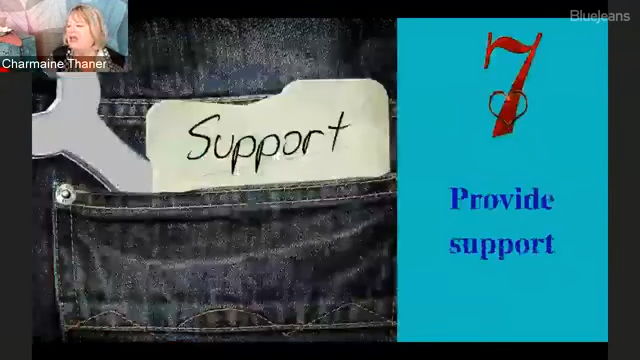 BlueJeans
Charmaine Thaner
Support
7
Provide
support